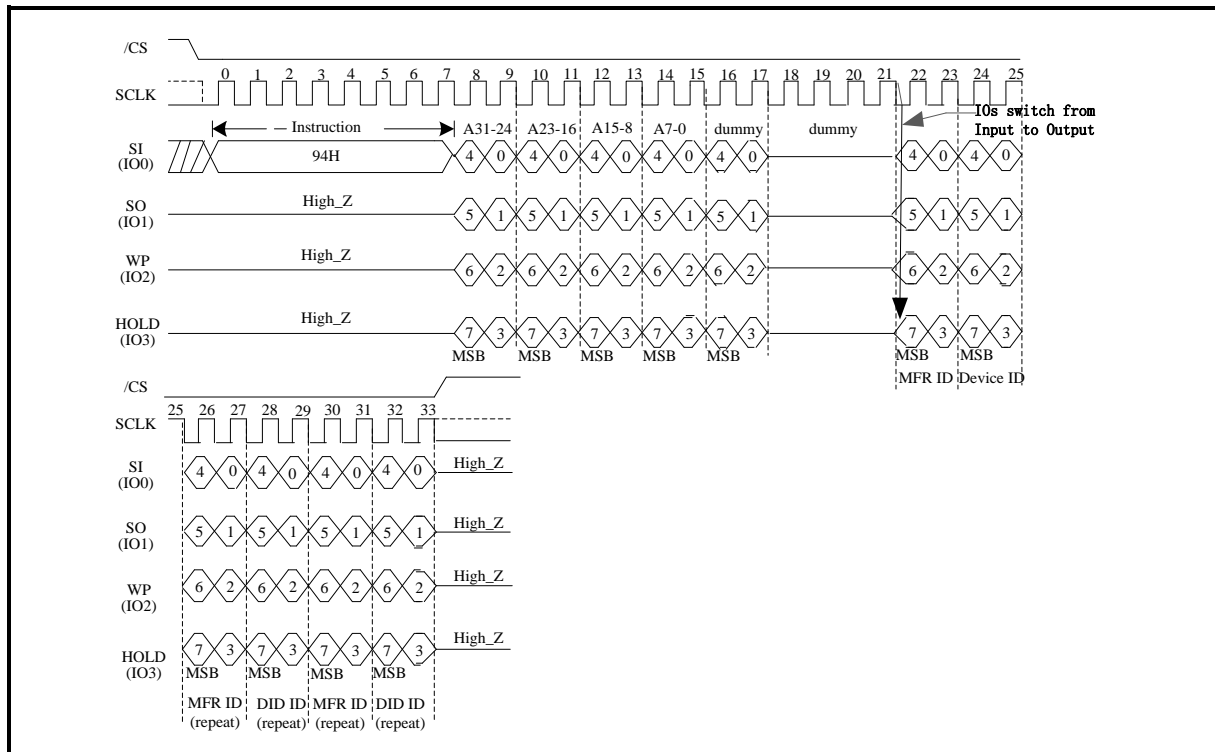 /CS
0 1 2 3 4 5 6 7 8 9 10 11 12 13 14 15 16 17 18 19 20 21 22 23 24 25
SCLK
IOs switch from
Input to Output
Instruction A31-24 A23-16 A15-8 A7-0 dummy dummy
SI
(IO0)
94H 4 0 4 0 4 0 4 0 4 0 4 0 4 0
SO
(IO1)
High_Z 5 1 5 1 5 1 5 1 5 1 5 1 5 1
WP
(IO2)
High_Z 6 2 6 2 6 2 6 2 6 2 6 2 6 2
HOLD
(IO3)
High_Z 7 3 7 3 7 3 7 3 7 3 7 3 7 3
MSB MSB MSB MSB MSB MSB MSB
MFR ID Device ID
/CS
25 26 27 28 29 30 31 32 33
SCLK
SI
(IO0)
4 0 4 0 4 0 4 0 High_Z
SO
(IO1)
5 1 5 1 5 1 5 1 High_Z
WP
(IO2)
6 2 6 2 6 2 6 2 High_Z
HOLD
(IO3)
7 3 7 3 7 3 7 3 High_Z
MSB MSB MSB MSB
MFR ID DID ID MFR ID DID ID
(repeat) (repeat) (repeat) (repeat)